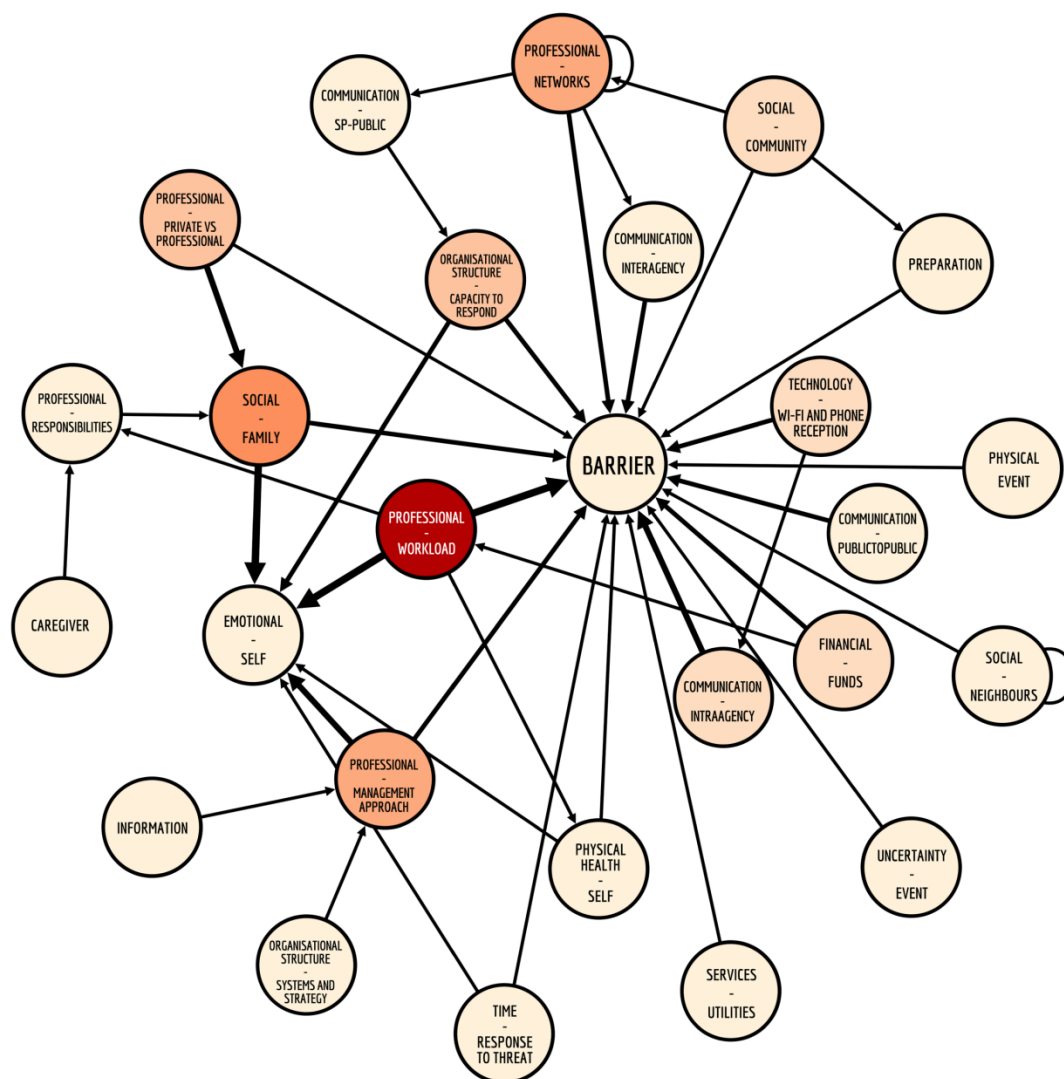 PROFESSIONAL
-
NETWORKS
COMMUNICATION
-
SP-PUBLIC
SOCIAL
-
COMMUNITY
PROFESSIONAL
-
PRIVATE VS
PROFESSIONAL
COMMUNICATION
-
INTERAGENCY
PREPARATION
ORGANISATIONAL
STRUCTURE
-
CAPACITY TO
RESPOND
TECHNOLOGY
-
WI-FI AND PHONE
RECEPTION
PROFESSIONAL
-
RESPONSIBILITIES
SOCIAL
-
FAMILY
BARRIER
PHYSICAL
-
EVENT
PROFESSIONAL
-
WORKLOAD
COMMUNICATION
-
PUBLICTOPUBLIC
CAREGIVER
EMOTIONAL
-
SELF
COMMUNICATION
-
INTRAAGENCY
FINANCIAL
-
FUNDS
SOCIAL
-
NEIGHBOURS
PROFESSIONAL
-
MANAGEMENT
APPROACH
INFORMATION
PHYSICAL
HEALTH
-
SELF
UNCERTAINTY
-
EVENT
ORGANISATIONAL
STRUCTURE
-
SYSTEMS AND
STRATEGY
TIME
-
RESPONSE
TO THREAT
SERVICES
-
UTILITIES